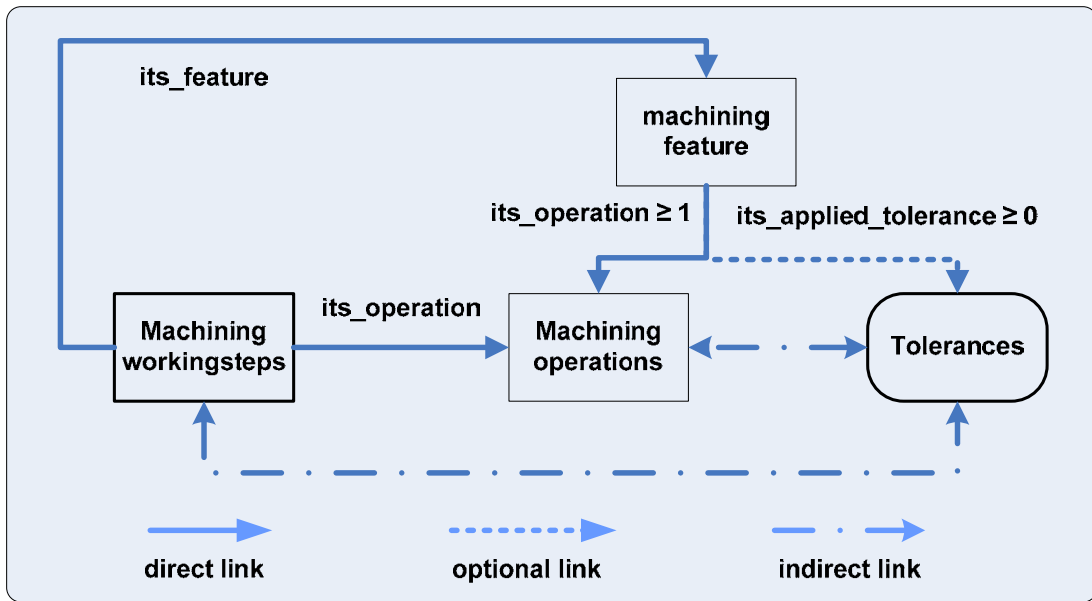 its_feature
machining
feature
its_operation ≥ 1
its_applied_tolerance ≥ 0
its_operation
Machining
workingsteps
Machining
operations
Tolerances
direct link
optional link
indirect link